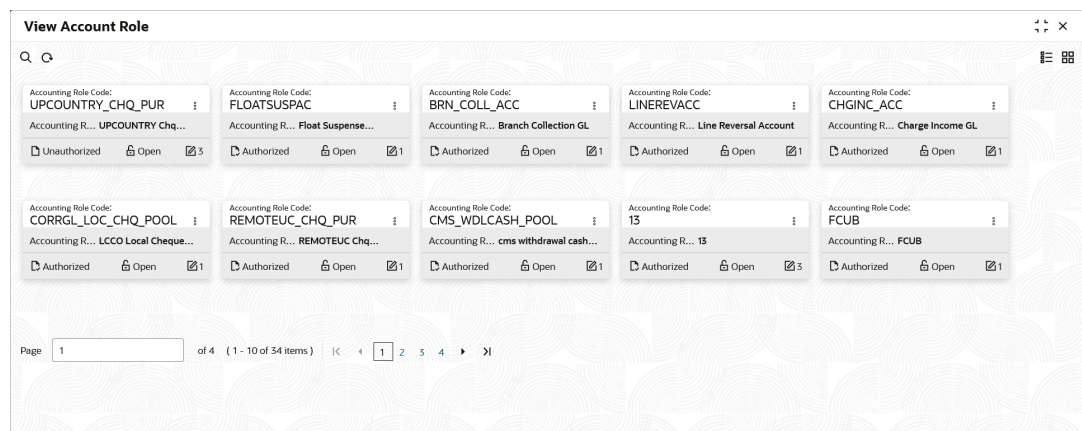 View Account Role
Accounting Role Code: Accounting Role Code: Accounting Role Code: Accounting Role Code: Accounting Role Code:
UPCOUNTRY_CHQ_PUR FLOATSUSPAC BRN_COLL_ACC LINEREVACC CHGINC_ACC
Accounting R... UPCOUNTRY Chq... Accounting R... Float Suspense... Accounting R... Branch Collection GL Accounting R... Line Reversal Account Accounting R... Charge Income GL
Unauthorized Open 3 Authorized Open 1 Authorized Open 1 Authorized Open 1 Authorized Open 1
Accounting Role Code: Accounting Role Code: Accounting Role Code: Accounting Role Code: Accounting Role Code:
CORRGL_LOC_CHQ_POOL REMOTEUC_CHQ_PUR CMS_WDLCASH_POOL 13 FCUB
Accounting R... LCCO Local Cheque... Accounting R... REMOTEUC Chq... Accounting R... cms withdrawal cash... Accounting R... 13 Accounting R... FCUB
Authorized Open 1 Authorized Open 1 Authorized Open 1 Authorized Open 3 Authorized Open 1
Page 1 of 4 ( 1 - 10 of 34 items ) 1 2 3 4